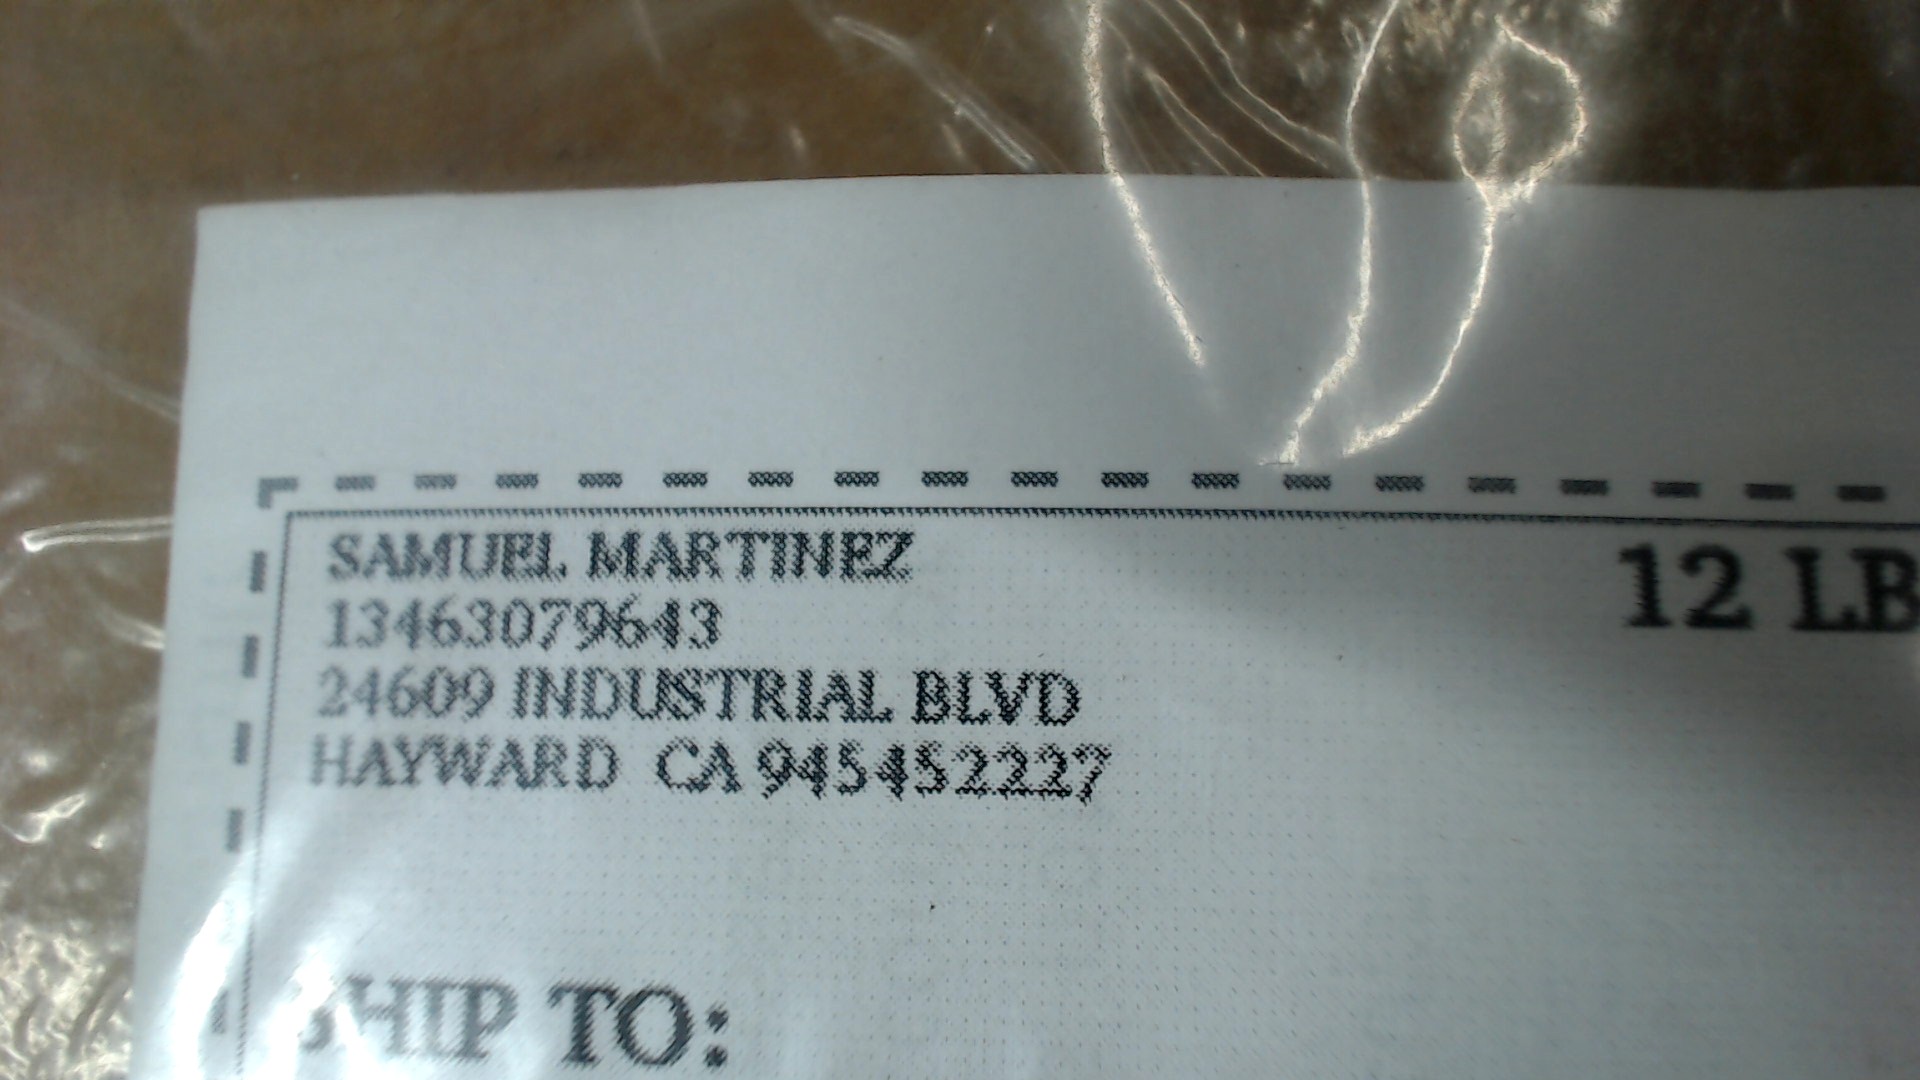 SAMUEL MARTINEZ
12 LB
13463079643
24609 INDUSTRIAL BLVD
HAYWARD CA 945452227
SHIP TO: